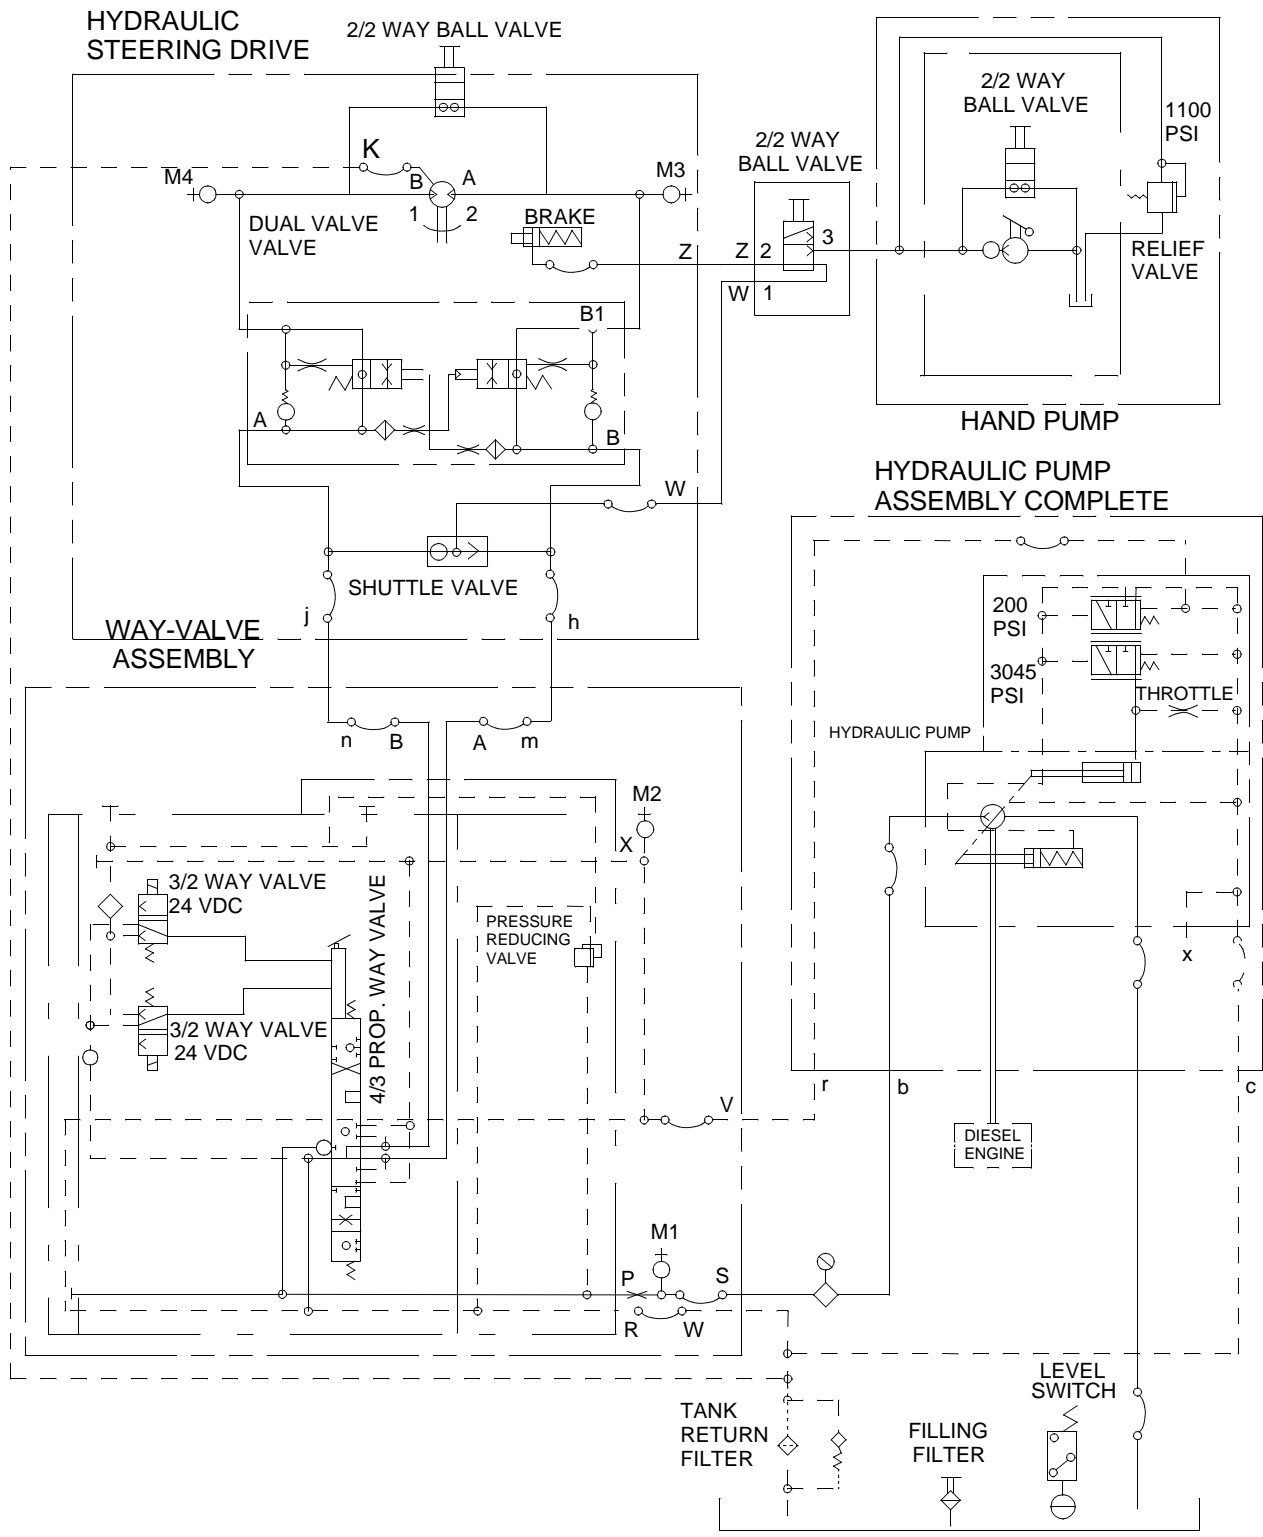 HYDRAULIC
STEERING DRIVE
2/2 WAY BALL VALVE
K
M4
B
A
M3
1
2
DUAL VALVE
VALVE
BRAKE
Z
2/2 WAY
BALL VALVE
Z
2
3
W
1
2/2 WAY
BALL VALVE
1100
PSI
RELIEF
VALVE
HAND PUMP
B1
A
B
W
SHUTTLE VALVE
j
h
WAY-VALVE
ASSEMBLY
n
B
A
m
HYDRAULIC PUMP
ASSEMBLY COMPLETE
200
PSI
3045
PSI
THROTTLE
HYDRAULIC PUMP
x
r
b
c
DIESEL
ENGINE
M2
X
3/2 WAY VALVE
24 VDC
3/2 WAY VALVE
24 VDC
4/3 PROP. WAY VALVE
PRESSURE
REDUCING
VALVE
V
M1
P
S
R
W
TANK
RETURN
FILTER
FILLING
FILTER
LEVEL
SWITCH